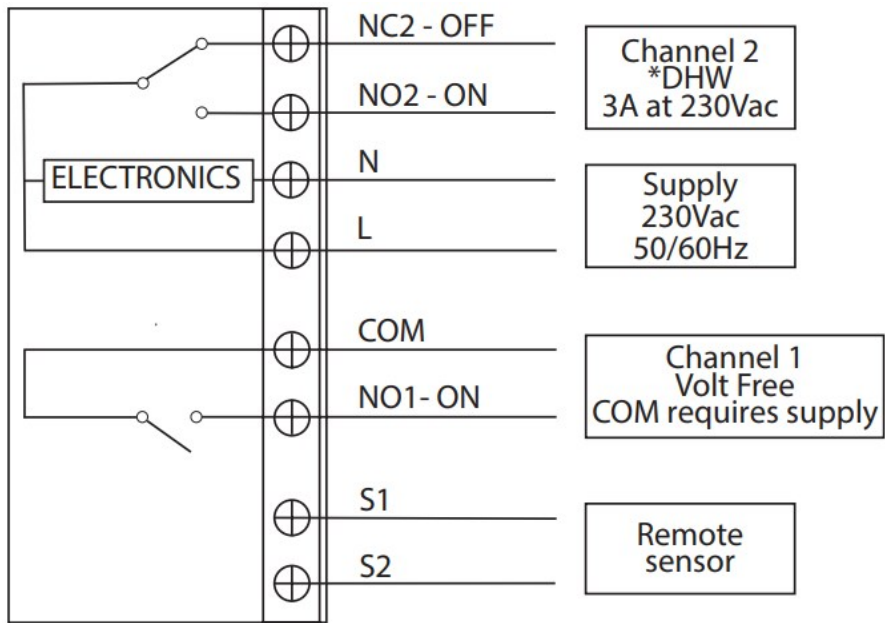 NC2 - OFF
NO2 - ON
Channel 2
*DHW
3A at 230Vac
ELECTRONICS
N
L
Supply
230Vac
50/60Hz
COM
NO1- ON
Channel 1
Volt Free
COM requires supply
S1
S2
Remote
sensor